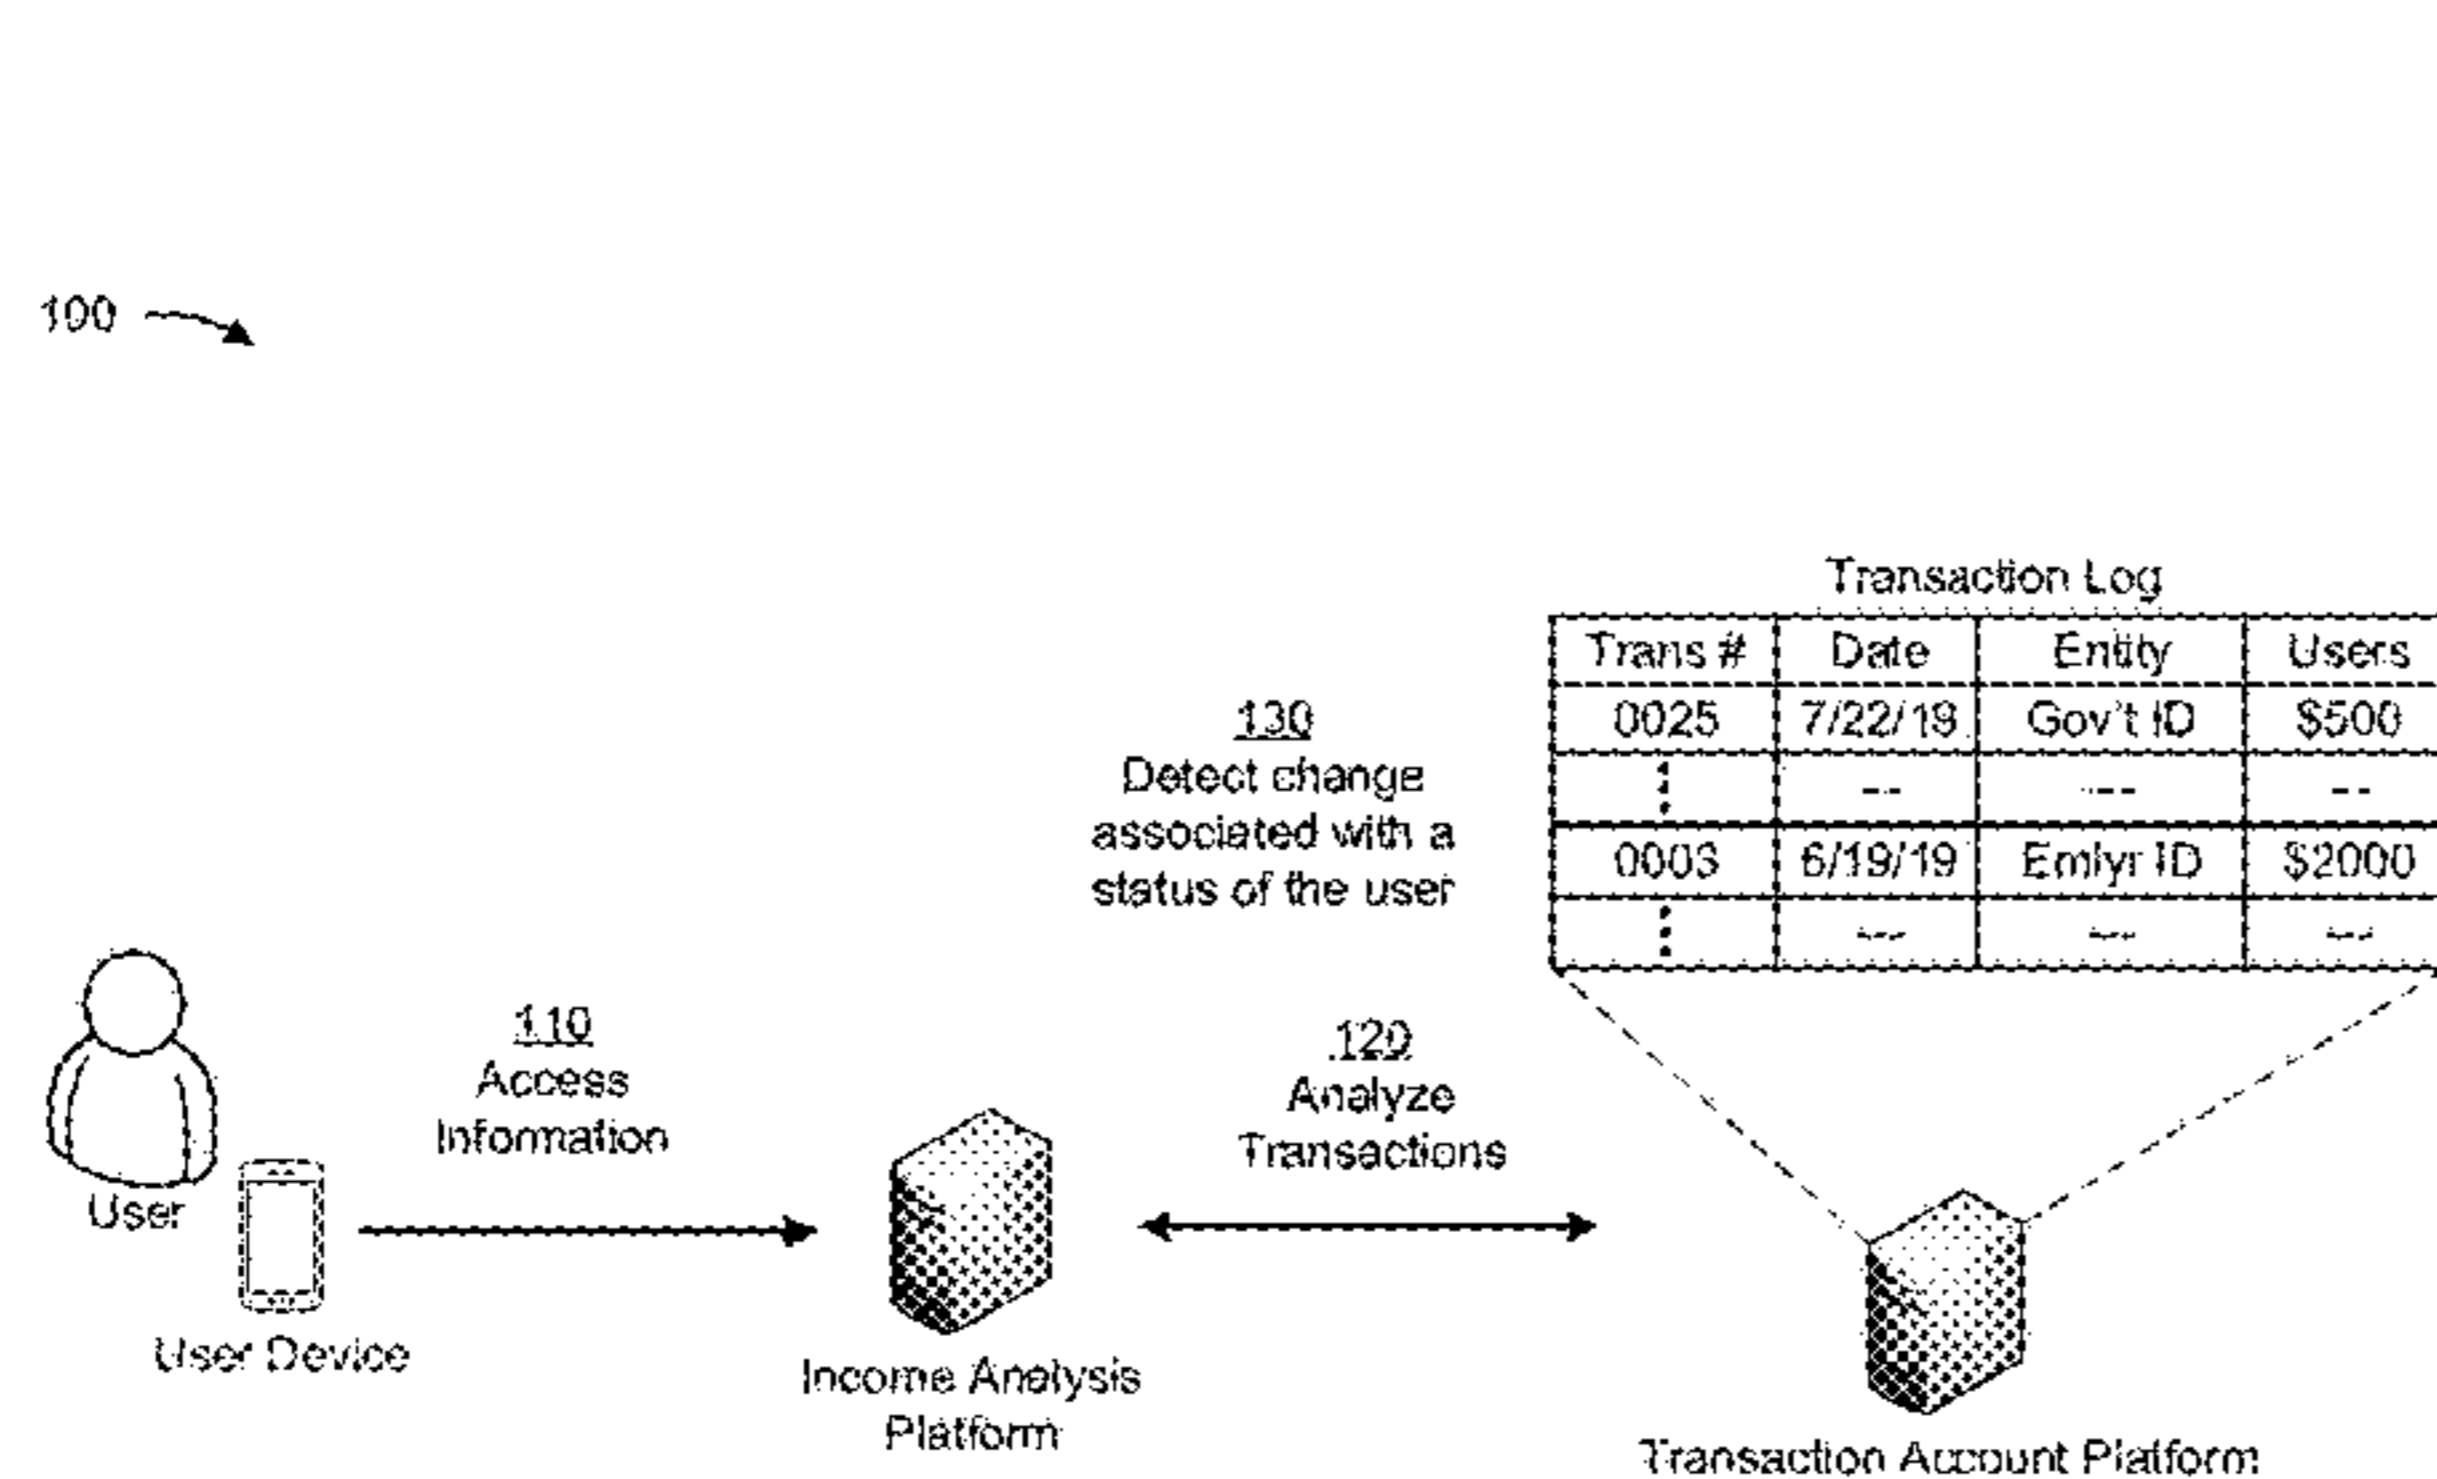 100
Transaction Log
Trans # Date Entity Users
0025 7/22/19 Gov't ID $500
--- --- ---
0003 6/19/19 Emlyr ID $2000
--- --- ---
130
Detect change
associated with a
status of the user
110
Access
Information
120
Analyze
Transactions
User
User Device
Income Analysis
Platform
Transaction Account Platform